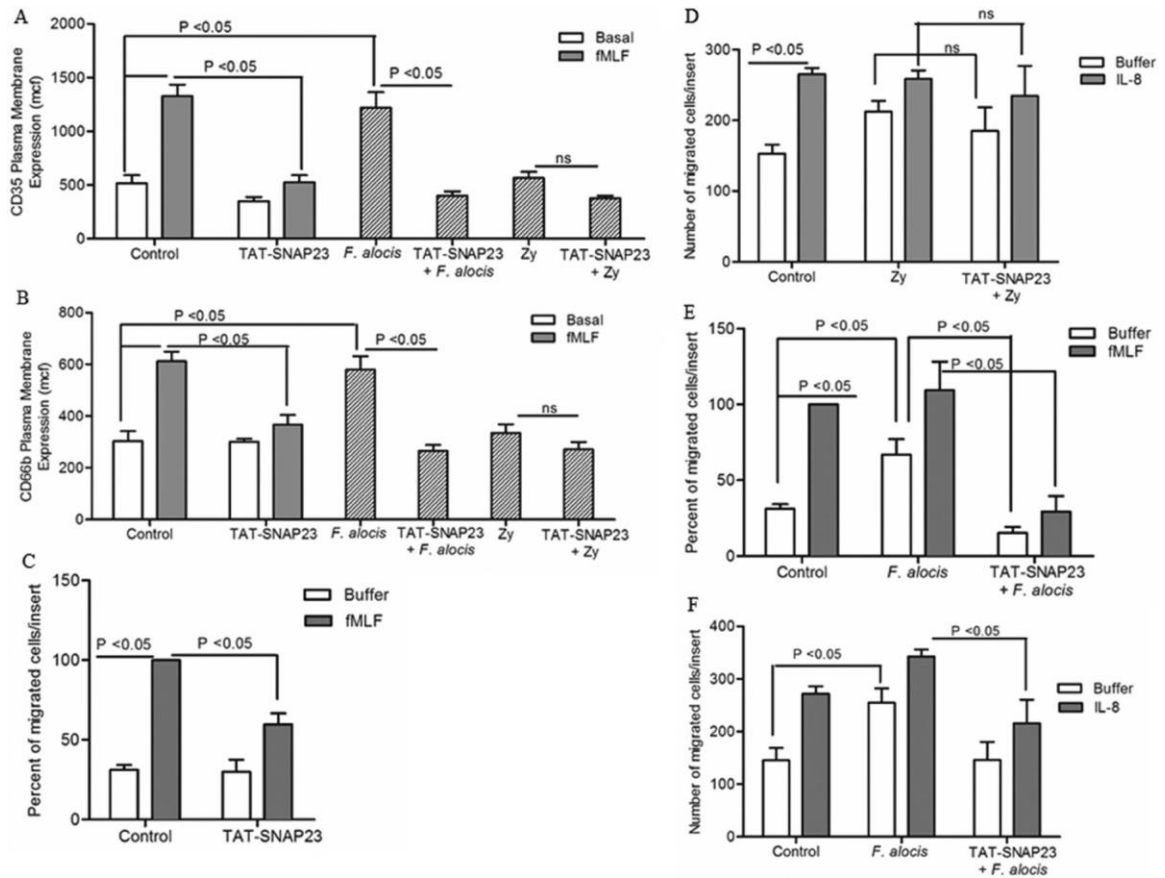 A
CD35 Plasma Membrane
Expression (mcf)
2000
1500
1000
500
0
P <0.05
P <0.05
P <0.05
ns
Basal
fMLF
Control
TAT-SNAP23
F. alocis
TAT-SNAP23
+ F. alocis
Zy
TAT-SNAP23
+ Zy
B
CD66b Plasma Membrane
Expression (mcf)
800
600
400
200
0
P <0.05
P <0.05
P <0.05
ns
Basal
fMLF
Control
TAT-SNAP23
F. alocis
TAT-SNAP23
+ F. alocis
Zy
TAT-SNAP23
+ Zy
C
Percent of migrated cells/insert
150
100
50
0
P <0.05
P <0.05
Buffer
fMLF
Control
TAT-SNAP23
D
Number of migrated cells/insert
300
200
100
0
P <0.05
ns
ns
Buffer
IL-8
Control
Zy
TAT-SNAP23
+ Zy
E
Percent of migrated cells/insert
150
100
50
0
P <0.05
P <0.05
P <0.05
P <0.05
Buffer
fMLF
Control
F. alocis
TAT-SNAP23
+ F. alocis
F
Number of migrated cells/insert
400
300
200
100
0
P <0.05
P <0.05
Buffer
IL-8
Control
F. alocis
TAT-SNAP23
+ F. alocis